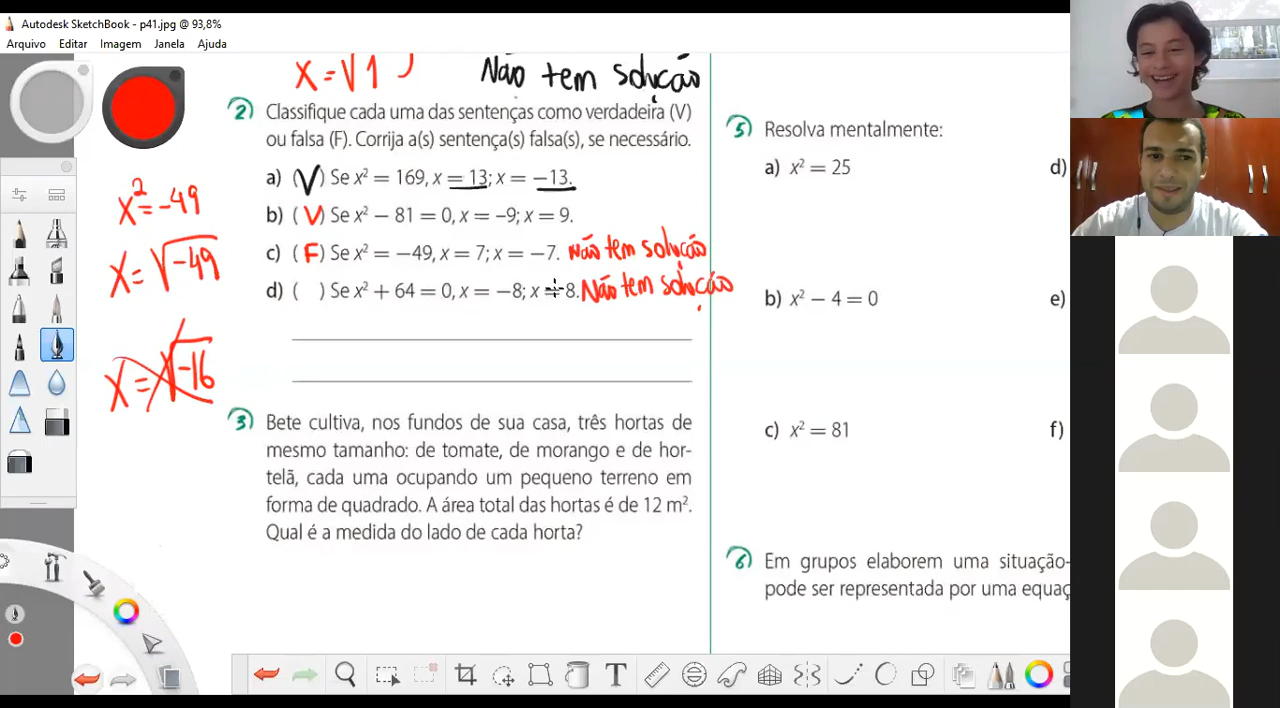 Autodesk SketchBook - p41.jpg @ 93,8%
Arquivo Editar Imagem Janela Ajuda
x = √1
Não tem solução
2 Classifique cada uma das sentenças como verdadeira (V)
ou falsa (F). Corrija a(s) sentença(s) falsa(s), se necessário.
a) (V) Se x² = 169, x = 13; x = −13.
b) (V) Se x² − 81 = 0, x = −9; x = 9.
c) (F) Se x² = −49, x = 7; x = −7. Não tem solução
d) ( ) Se x² + 64 = 0, x = −8; x = 8. Não tem solução
x² = -49
x = √-49
x = √-16
3 Bete cultiva, nos fundos de sua casa, três hortas de
mesmo tamanho: de tomate, de morango e de hor-
telã, cada uma ocupando um pequeno terreno em
forma de quadrado. A área total das hortas é de 12 m².
Qual é a medida do lado de cada horta?
5 Resolva mentalmente:
a) x² = 25
d)
b) x² − 4 = 0
e)
c) x² = 81
f)
6 Em grupos elaborem uma situação-
pode ser representada por uma equaç
T